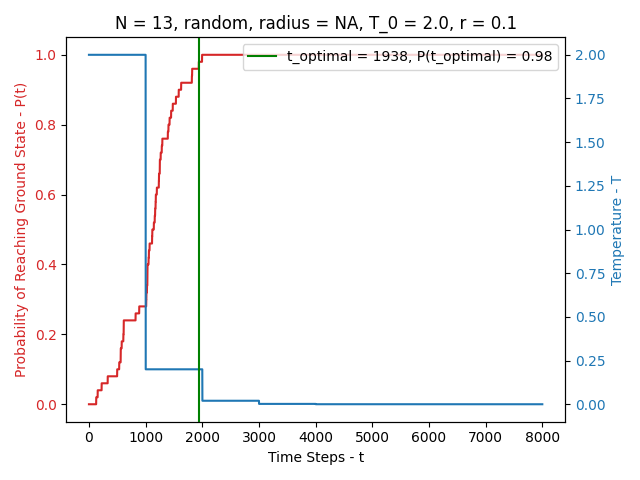 N = 13, random, radius = NA, T_0 = 2.0, r = 0.1
t_optimal = 1938, P(t_optimal) = 0.98
Probability of Reaching Ground State - P(t)
1.0
0.8
0.6
0.4
0.2
0.0
2.00
1.75
1.50
1.25
1.00
0.75
0.50
0.25
0.00
Temperature - T
0 1000 2000 3000 4000 5000 6000 7000 8000
Time Steps - t